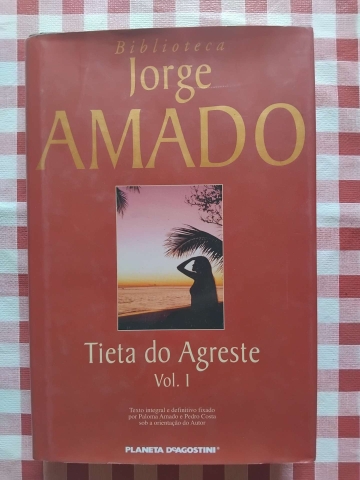 Biblioteca
Jorge
AMADO
Tieta do Agreste
Vol. I
Texto integral e definitivo fixado
por Paloma Amado e Pedro Costa
sob a orientação do Autor
PLANETA DeAGOSTINI